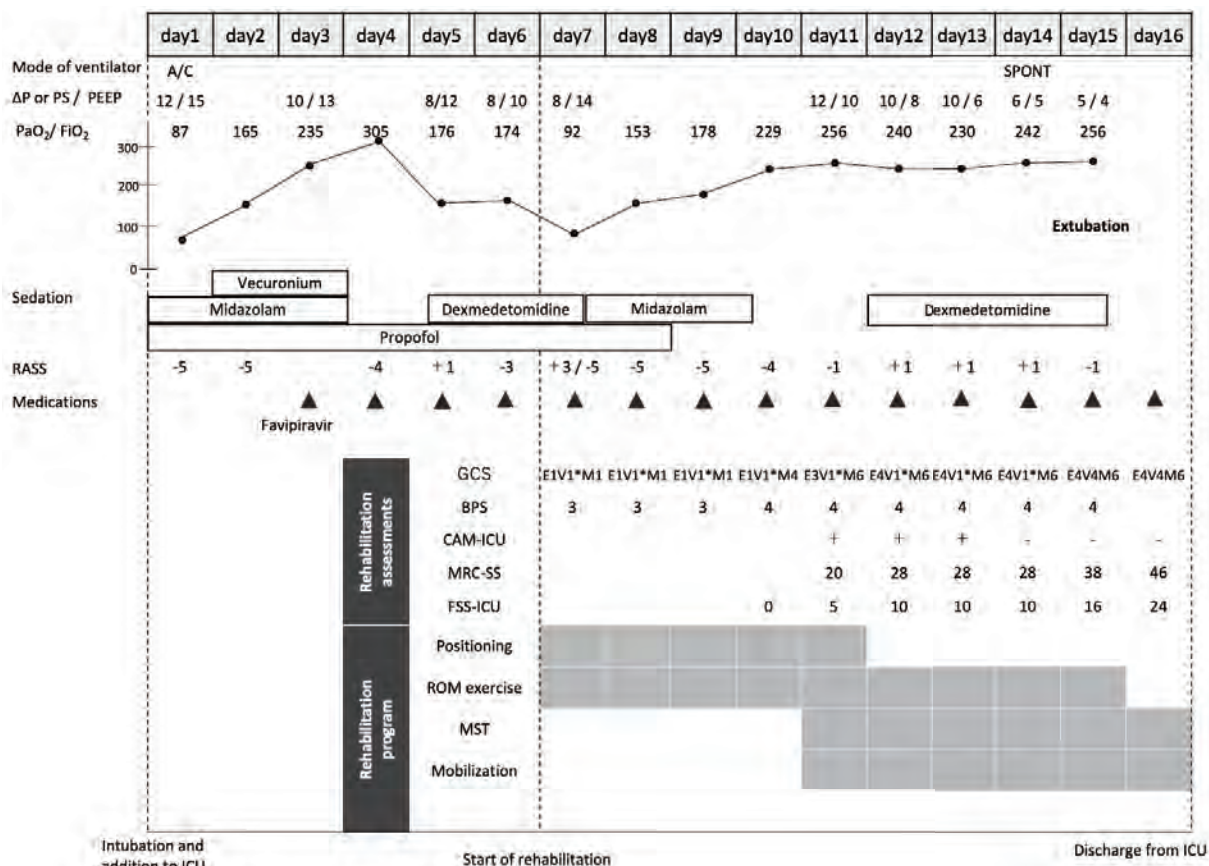 day1 day2 day3 day4 day5 day6 day7 day8 day9 day10 day11 day12 day13 day14 day15 day16
Mode of ventilator A/C SPONT
ΔP or PS / PEEP 12 / 15 10 / 13 8/12 8 / 10 8 / 14 12 / 10 10 / 8 10 / 6 6 / 5 5 / 4
PaO2/ FiO2 87 165 235 305 176 174 92 153 178 229 256 240 230 242 256
300
200
100
Extubation
0
Vecuronium
Sedation Midazolam Dexmedetomidine Midazolam Dexmedetomidine
Propofol
RASS -5 -5 -4 +1 -3 +3 / -5 -5 -5 -4 -1 +1 +1 +1 -1
Medications ▲ ▲ ▲ ▲ ▲ ▲ ▲ ▲ ▲ ▲ ▲ ▲ ▲ ▲
Favipiravir
Rehabilitation assessments
GCS E1V1*M1 E1V1*M1 E1V1*M1 E1V1*M4 E3V1*M6 E4V1*M6 E4V1*M6 E4V1*M6 E4V4M6 E4V4M6
BPS 3 3 3 4 4 4 4 4 4
CAM-ICU + + + - - -
MRC-SS 20 28 28 28 38 46
FSS-ICU 0 5 10 10 10 16 24
Rehabilitation program
Positioning
ROM exercise
MST
Mobilization
Intubation and
addition to ICU
Start of rehabilitation
Discharge from ICU